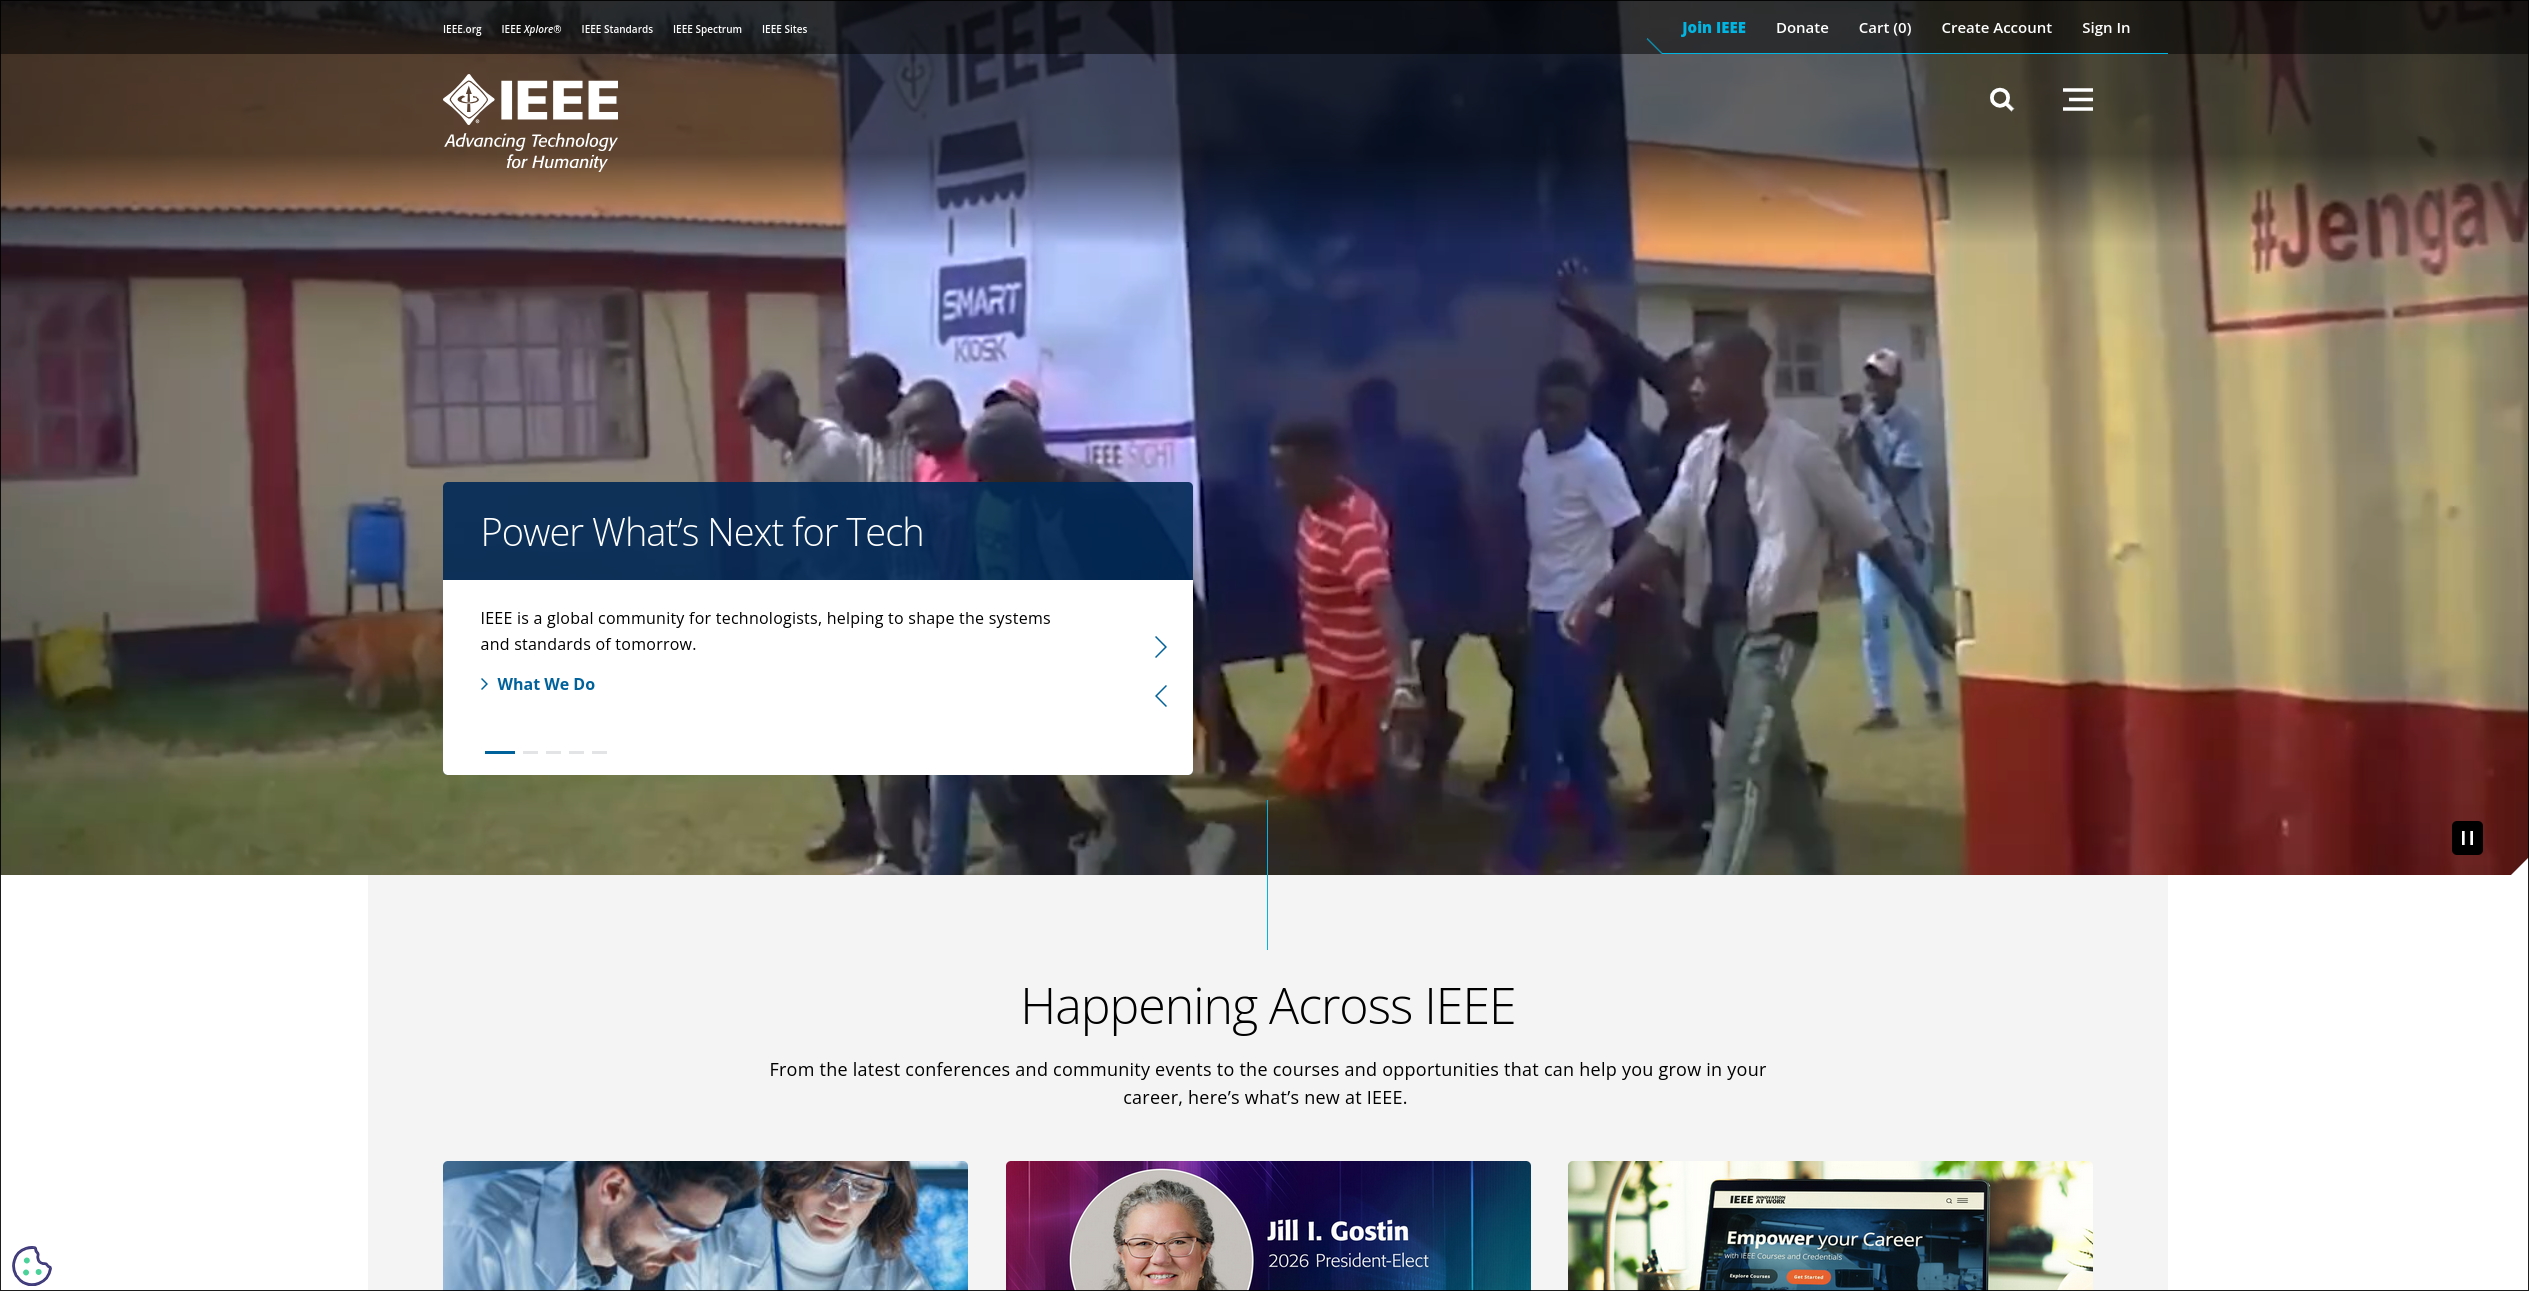 IEEE.org IEEE Xplore® IEEE Standards IEEE Spectrum IEEE Sites
Join IEEE Donate Cart (0) Create Account Sign In
IEEE
Advancing Technology
for Humanity
IEEE
#Jengav
SMART
KIOSK
IEEE SIGHT
Power What’s Next for Tech
IEEE is a global community for technologists, helping to shape the systems
and standards of tomorrow.
What We Do
Happening Across IEEE
From the latest conferences and community events to the courses and opportunities that can help you grow in your
career, here’s what’s new at IEEE.
Jill I. Gostin
2026 President-Elect
IEEE INNOVATION
AT WORK
Empower your Career
with IEEE Courses and Credentials
Explore Courses Get Started